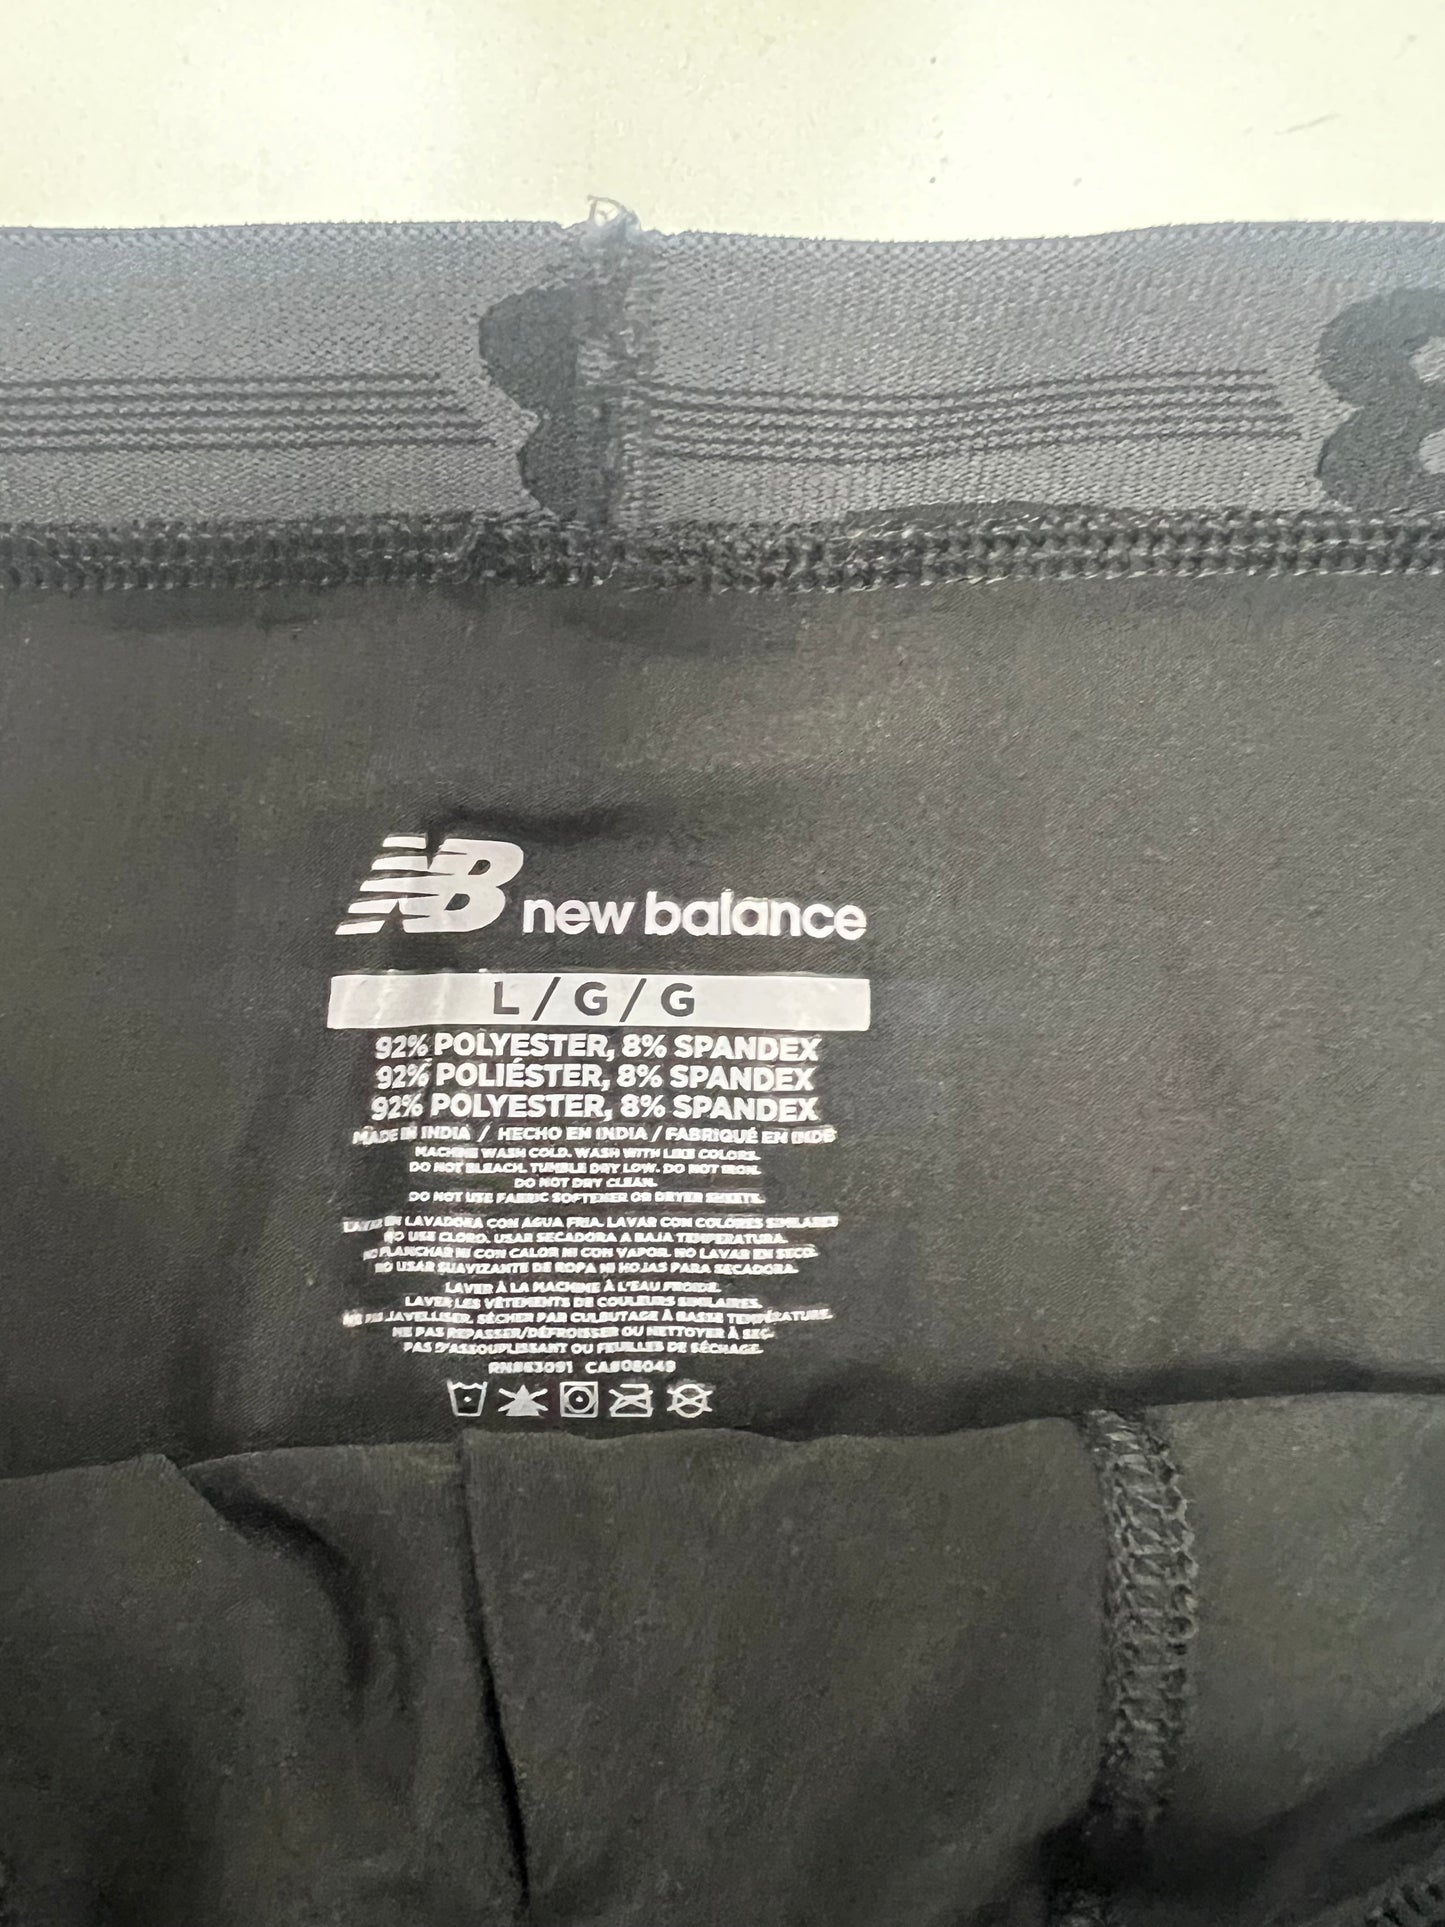 NB new balance
L / G / G
92% POLYESTER, 8% SPANDEX
92% POLIÉSTER, 8% SPANDEX
92% POLYESTER, 8% SPANDEX
MADE IN INDIA / HECHO EN INDIA / FABRIQUÉ EN INDE
MACHINE WASH COLD. WASH WITH LIKE COLORS.
DO NOT BLEACH. TUMBLE DRY LOW. DO NOT IRON.
DO NOT DRY CLEAN.
DO NOT USE FABRIC SOFTENER OR DRYER SHEETS.
LAVAR EN LAVADORA CON AGUA FRIA. LAVAR CON COLORES SIMILARES
NO USE CLORO. USAR SECADORA A BAJA TEMPERATURA.
NO PLANCHAR NI CON CALOR NI CON VAPOR. NO LAVAR EN SECO.
NO USAR SUAVIZANTE DE ROPA NI HOJAS PARA SECADORA.
LAVER À LA MACHINE À L'EAU FROIDE.
LAVER LES VÊTEMENTS DE COULEURS SIMILAIRES.
NE PAS JAVELLISER. SÉCHER PAR CULBUTAGE À BASSE TEMPÉRATURE.
NE PAS REPASSER/DÉFROISSER OU NETTOYER À SEC.
PAS D'ASSOUPLISSANT OU FEUILLES DE SÉCHAGE.
CA#08049